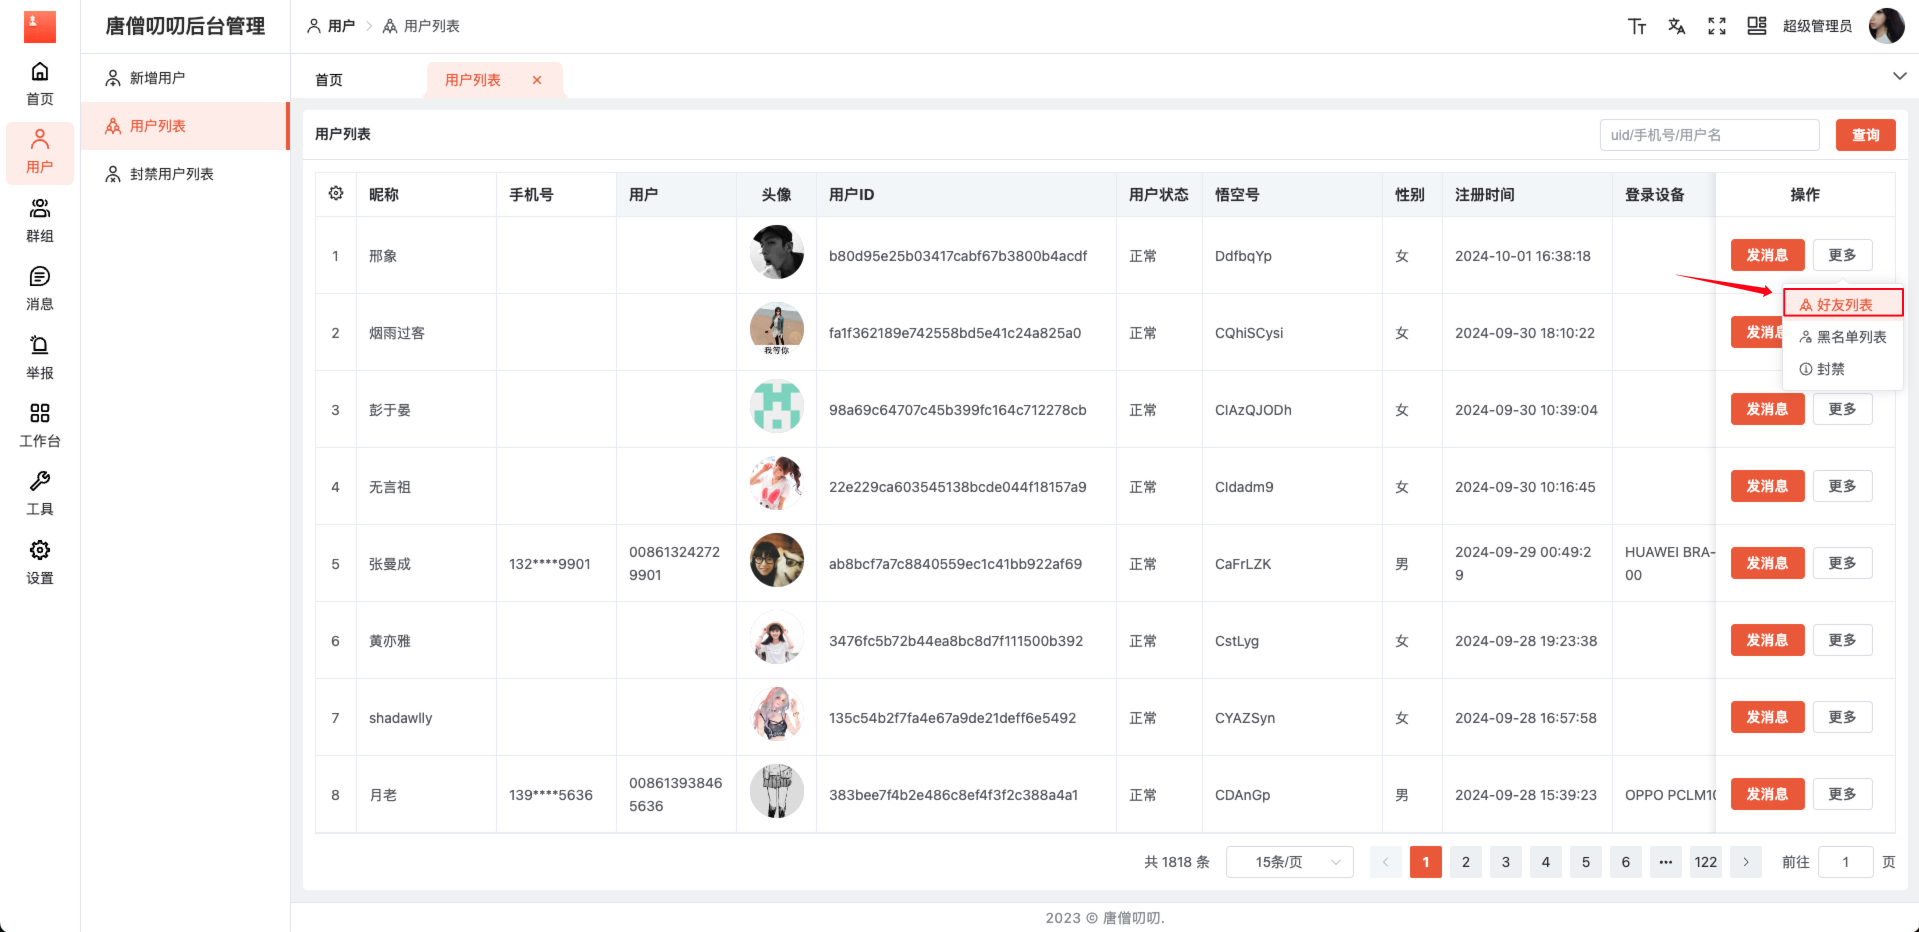 唐僧叨叨后台管理
用户
用户列表
超级管理员
首页
用户
群组
消息
举报
工作台
工具
设置
新增用户
用户列表
封禁用户列表
首页
用户列表
用户列表
uid/手机号/用户名
查询
昵称 手机号 用户 头像 用户ID 用户状态 悟空号 性别 注册时间 登录设备 操作
1 邢象 b80d95e25b03417cabf67b3800b4acdf 正常 DdfbqYp 女 2024-10-01 16:38:18 发消息 更多
好友列表
黑名单列表
封禁
2 烟雨过客 我等你 fa1f362189e742558bd5e41c24a825a0 正常 CQhiSCysi 女 2024-09-30 18:10:22 发消息
3 彭于晏 98a69c64707c45b399fc164c712278cb 正常 CIAzQJODh 女 2024-09-30 10:39:04 发消息 更多
4 无言祖 22e229ca603545138bcde044f18157a9 正常 Cldadm9 女 2024-09-30 10:16:45 发消息 更多
5 张曼成 132****9901 00861324272 ab8bcf7a7c8840559ec1c41bb922af69 正常 CaFrLZK 男 2024-09-29 00:49:2 HUAWEI BRA- 发消息 更多
9901 9 00
6 黄亦雅 3476fc5b72b44ea8bc8d7f111500b392 正常 CstLyg 女 2024-09-28 19:23:38 发消息 更多
7 shadawlly 135c54b2f7fa4e67a9de21deff6e5492 正常 CYAZSyn 女 2024-09-28 16:57:58 发消息 更多
8 月老 139****5636 00861393846 383bee7f4b2e486c8ef4f3f2c388a4a1 正常 CDAnGp 男 2024-09-28 15:39:23 OPPO PCLM10 发消息 更多
5636
共 1818 条 15条/页 1 2 3 4 5 6 ••• 122 前往 1 页
2023 © 唐僧叨叨.